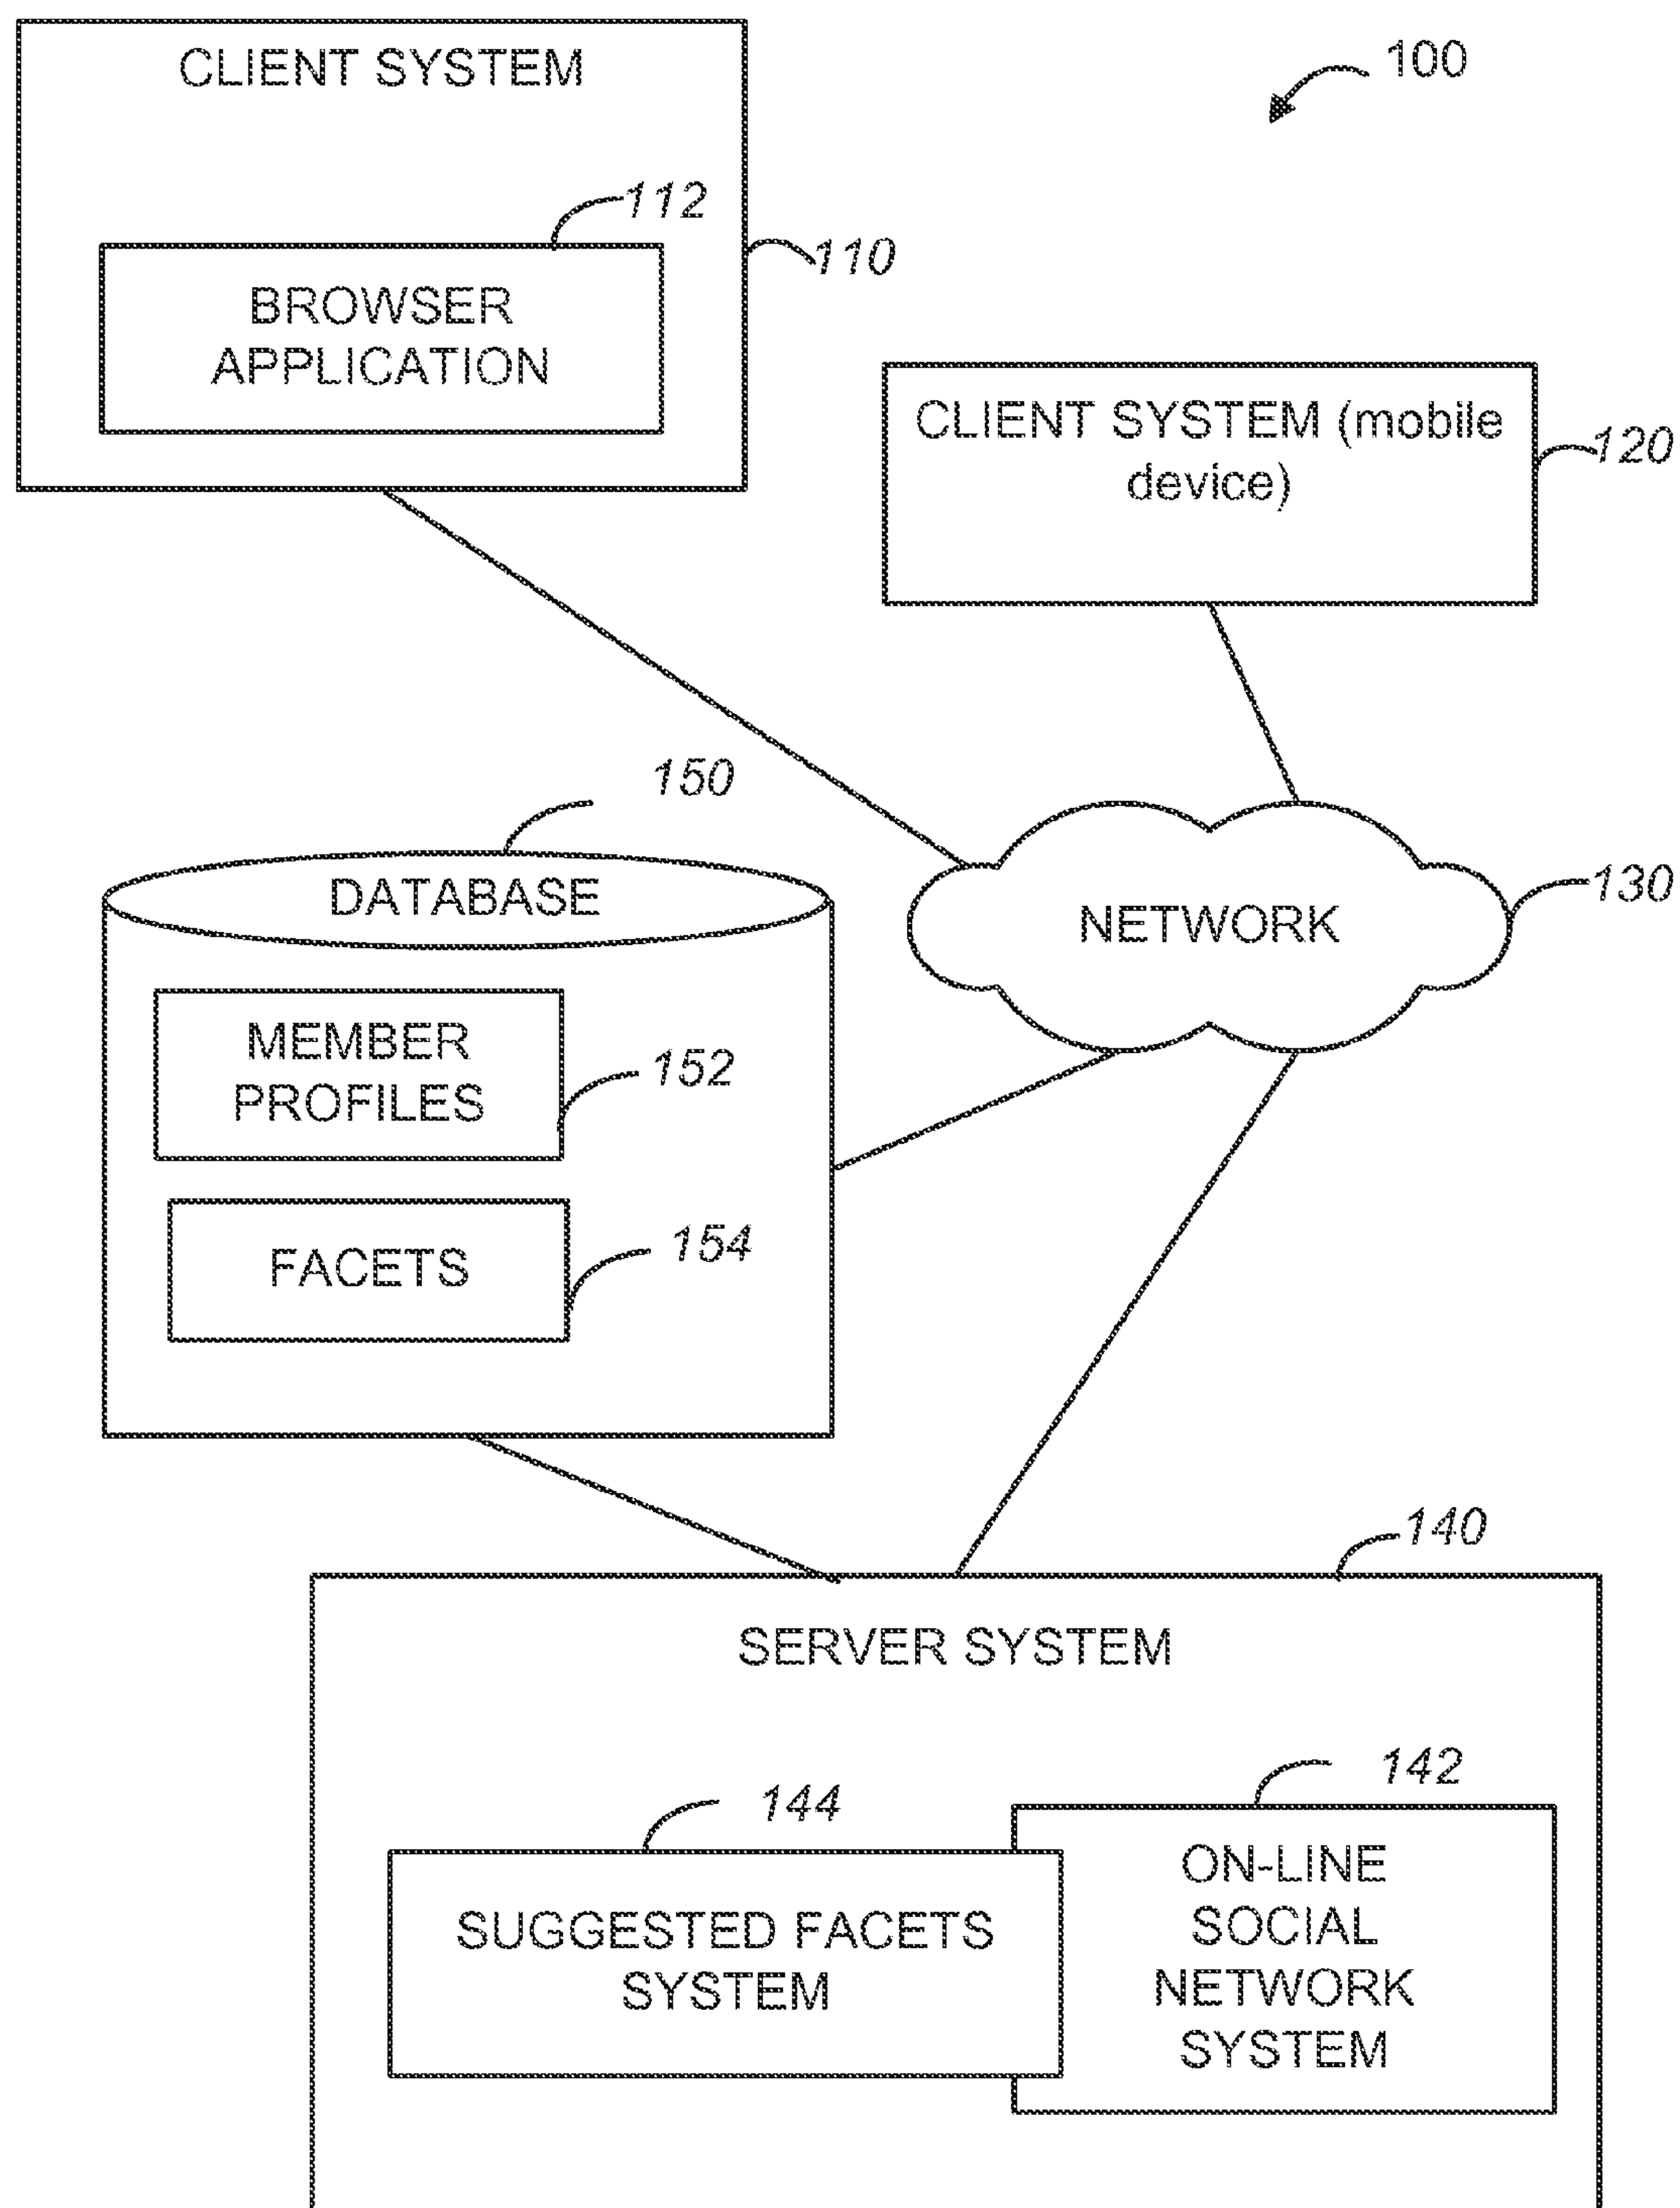 CLIENT SYSTEM
100
112
110
BROWSER
APPLICATION
CLIENT SYSTEM (mobile
device)
120
150
DATABASE
NETWORK
130
MEMBER
PROFILES
152
FACETS
154
140
SERVER SYSTEM
144
142
SUGGESTED FACETS
SYSTEM
ON-LINE
SOCIAL
NETWORK
SYSTEM